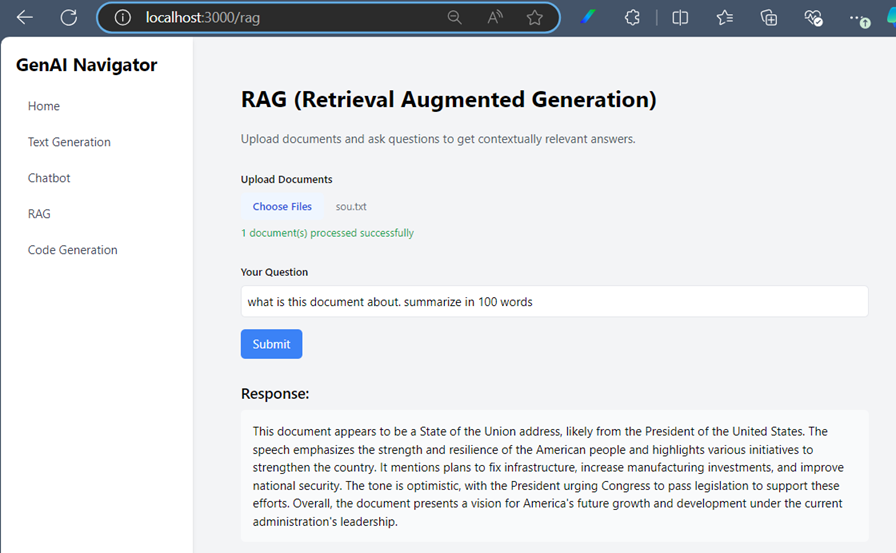 localhost:3000/rag
GenAI Navigator
Home
Text Generation
Chatbot
RAG
Code Generation
RAG (Retrieval Augmented Generation)
Upload documents and ask questions to get contextually relevant answers.
Upload Documents
Choose Files sou.txt
1 document(s) processed successfully
Your Question
what is this document about. summarize in 100 words
Submit
Response:
This document appears to be a State of the Union address, likely from the President of the United States. The
speech emphasizes the strength and resilience of the American people and highlights various initiatives to
strengthen the country. It mentions plans to fix infrastructure, increase manufacturing investments, and improve
national security. The tone is optimistic, with the President urging Congress to pass legislation to support these
efforts. Overall, the document presents a vision for America's future growth and development under the current
administration's leadership.